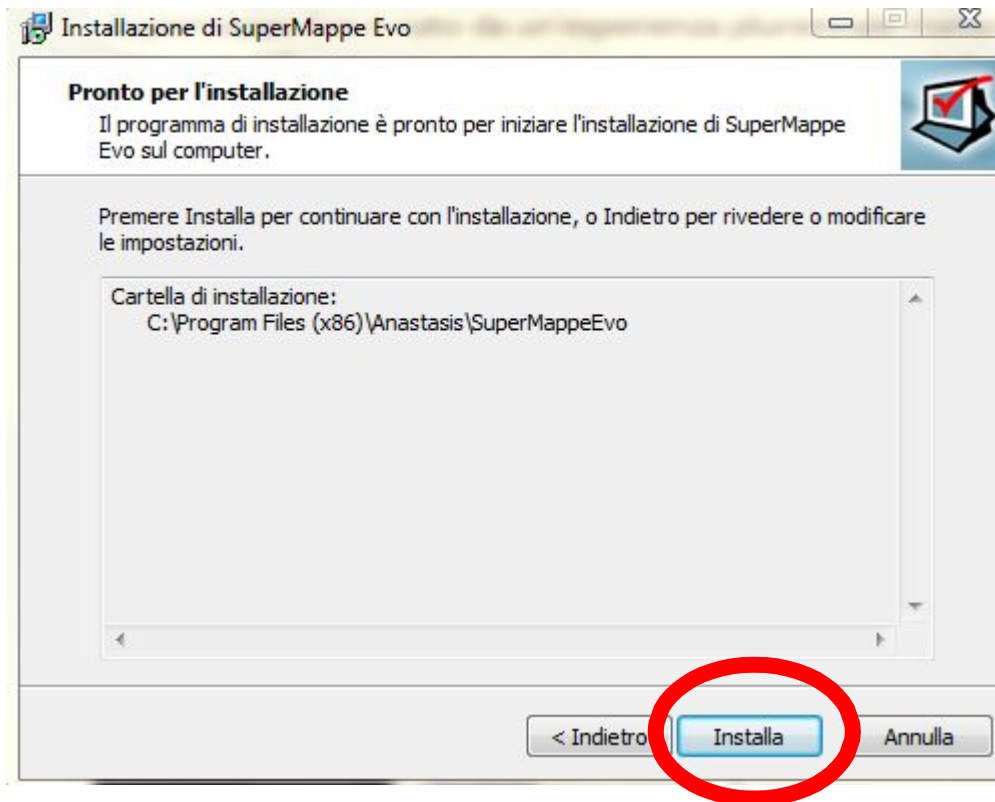 Installazione di SuperMappe Evo
Pronto per l'installazione
Il programma di installazione è pronto per iniziare l'installazione di SuperMappe
Evo sul computer.
Premere Installa per continuare con l'installazione, o Indietro per rivedere o modificare
le impostazioni.
Cartella di installazione:
C:\Program Files (x86)\Anastasis\SuperMappeEvo
< Indietro
Installa
Annulla